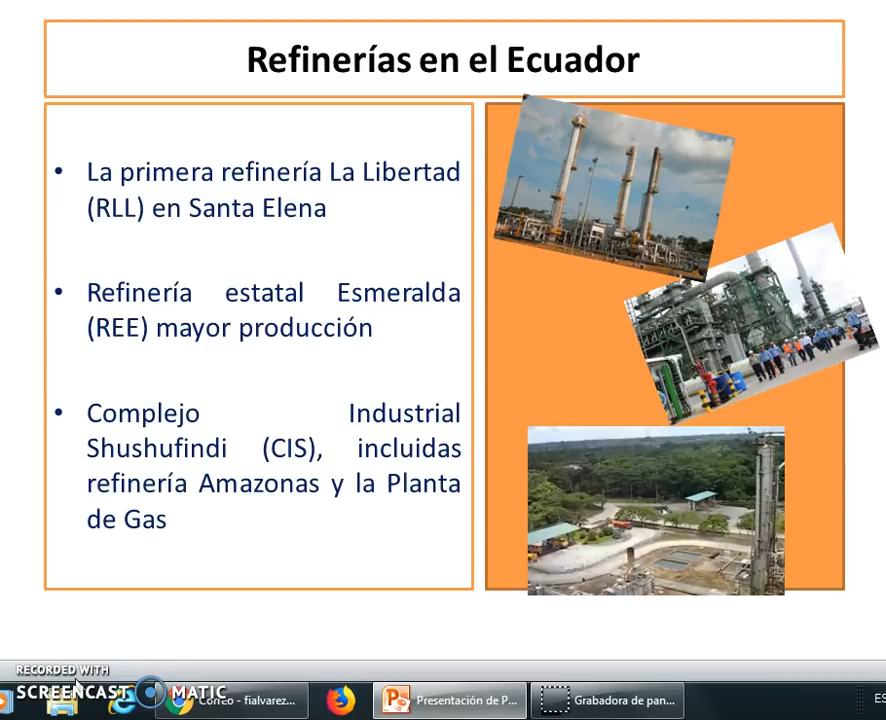 Refinerías en el Ecuador
• La primera refinería La Libertad
(RLL) en Santa Elena
• Refinería estatal Esmeralda
(REE) mayor producción
• Complejo Industrial
Shushufindi (CIS), incluidas
refinería Amazonas y la Planta
de Gas
RECORDED WITH
SCREENCAST MATIC
Correo - fialvarez...
Presentación de P...
Grabadora de pan...
ES